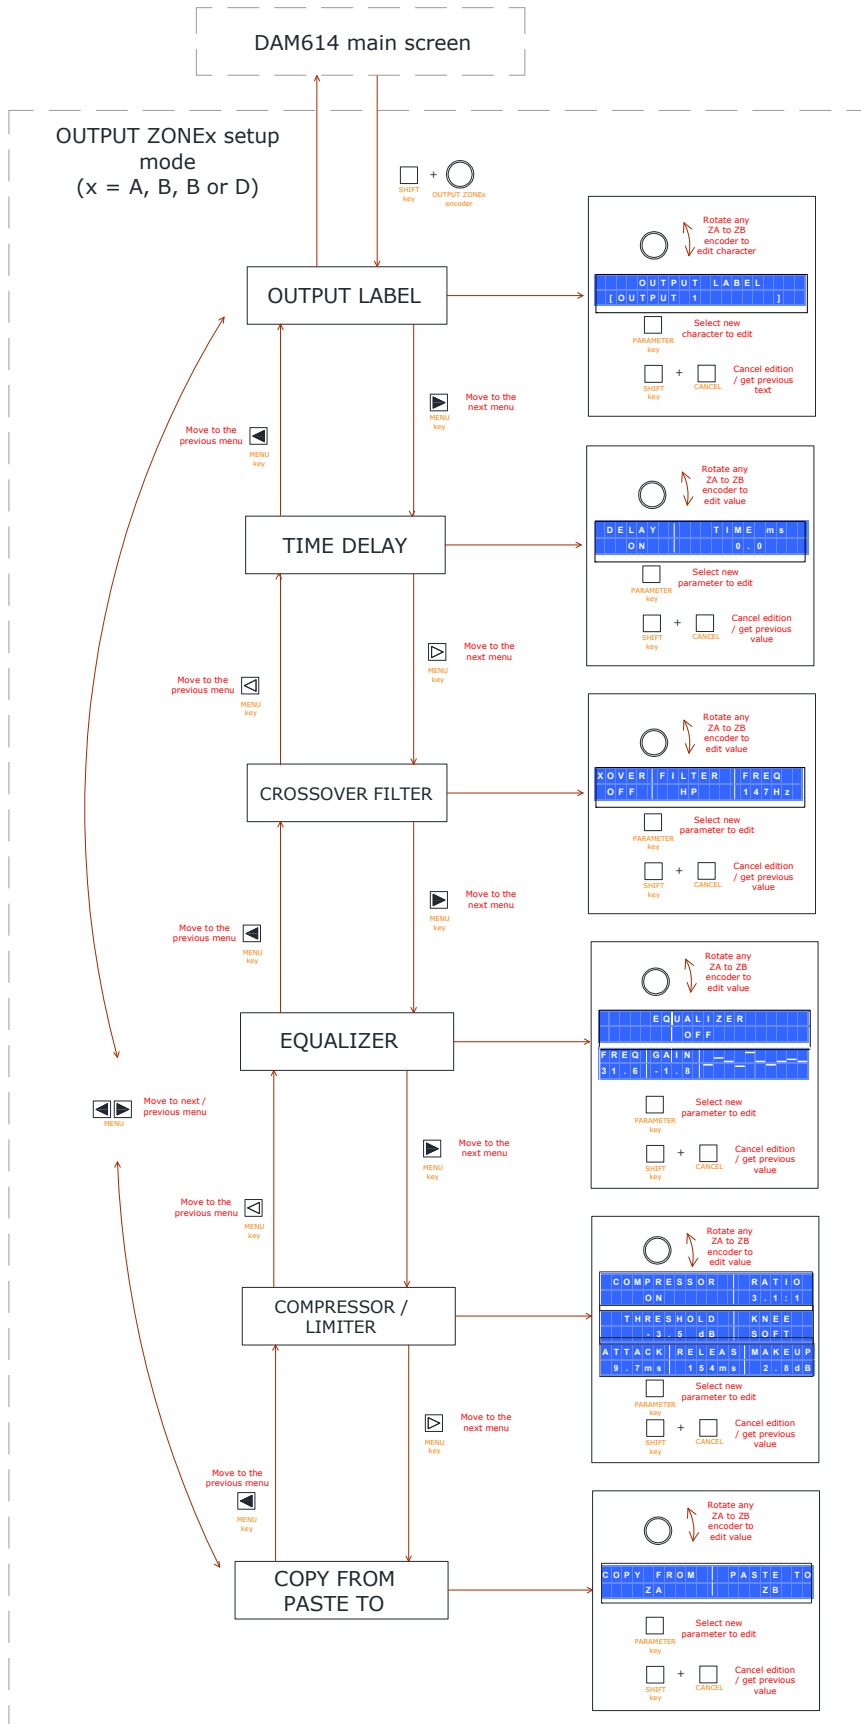 DAM614 main screen
OUTPUT ZONEx setup
mode
(x = A, B, B or D)
+
SHIFT
key
OUTPUT ZONEx
encoder
OUTPUT LABEL
Rotate any
ZA to ZB
encoder to
edit character
OUTPUT LABEL
[OUTPUT 1 ]
PARAMETER
key
Select new
character to edit
+
SHIFT
key
CANCEL
Cancel edition
/ get previous
text
Move to the
previous menu
MENU
key
MENU
key
Move to the
next menu
TIME DELAY
Rotate any
ZA to ZB
encoder to
edit value
DELAY TIME ms
ON 0.0
PARAMETER
key
Select new
parameter to edit
+
SHIFT
key
CANCEL
Cancel edition
/ get previous
value
Move to the
previous menu
MENU
key
MENU
key
Move to the
next menu
CROSSOVER FILTER
Rotate any
ZA to ZB
encoder to
edit value
XOVER FILTER FREQ
OFF HP 147Hz
PARAMETER
key
Select new
parameter to edit
+
SHIFT
key
CANCEL
Cancel edition
/ get previous
value
Move to the
previous menu
MENU
key
MENU
key
Move to the
next menu
EQUALIZER
Rotate any
ZA to ZB
encoder to
edit value
EQUALIZER
OFF
FREQ GAIN
31.6 -1.8
PARAMETER
key
Select new
parameter to edit
+
SHIFT
key
CANCEL
Cancel edition
/ get previous
value
MENU
Move to next /
previous menu
Move to the
previous menu
MENU
key
MENU
key
Move to the
next menu
COMPRESSOR /
LIMITER
Rotate any
ZA to ZB
encoder to
edit value
COMPRESSOR RATIO
ON 3.1:1
THRESHOLD KNEE
-3.5 dB SOFT
ATTACK RELEAS MAKEUP
9.7ms 154ms 2.8dB
PARAMETER
key
Select new
parameter to edit
+
SHIFT
key
CANCEL
Cancel edition
/ get previous
value
Move to the
previous menu
MENU
key
MENU
key
Move to the
next menu
COPY FROM
PASTE TO
Rotate any
ZA to ZB
encoder to
edit value
COPY FROM PASTE TO
ZA ZB
PARAMETER
key
Select new
parameter to edit
+
SHIFT
key
CANCEL
Cancel edition
/ get previous
value